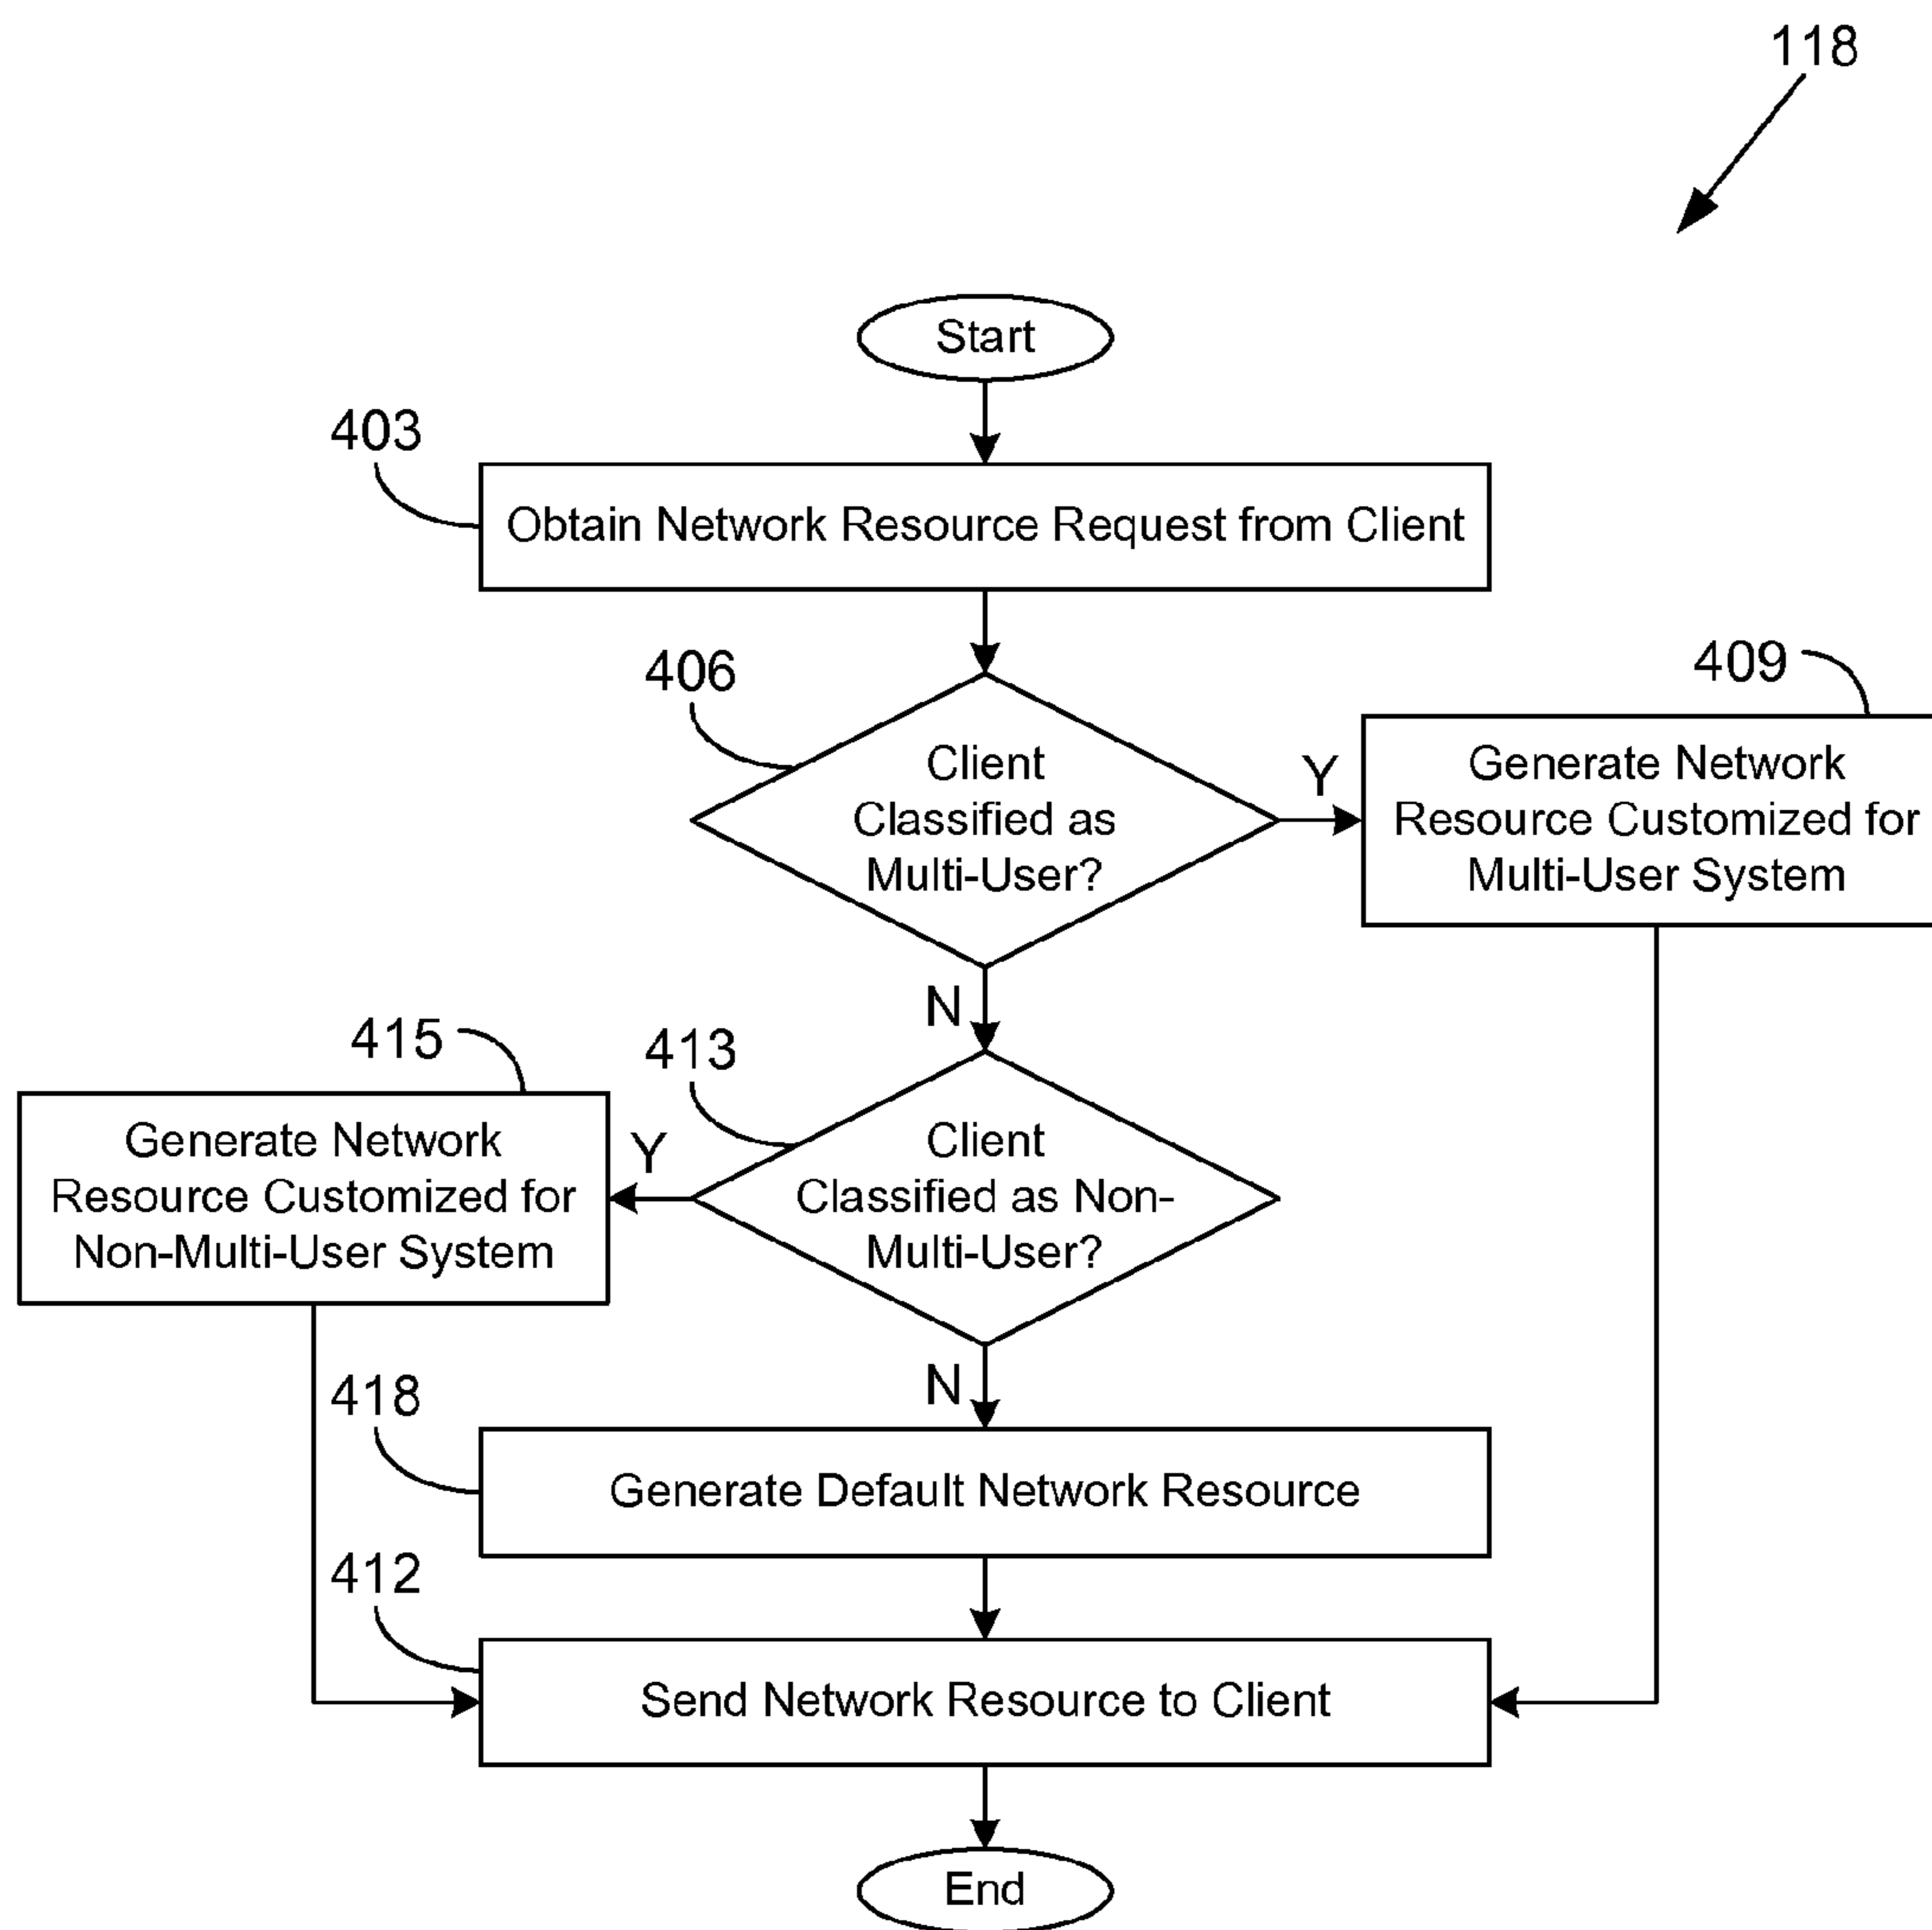 118
Start
403
Obtain Network Resource Request from Client
406
Client
Classified as
Multi-User?
Y
409
Generate Network
Resource Customized for
Multi-User System
N
415
Generate Network
Resource Customized for
Non-Multi-User System
Y
413
Client
Classified as Non-
Multi-User?
N
418
Generate Default Network Resource
412
Send Network Resource to Client
End